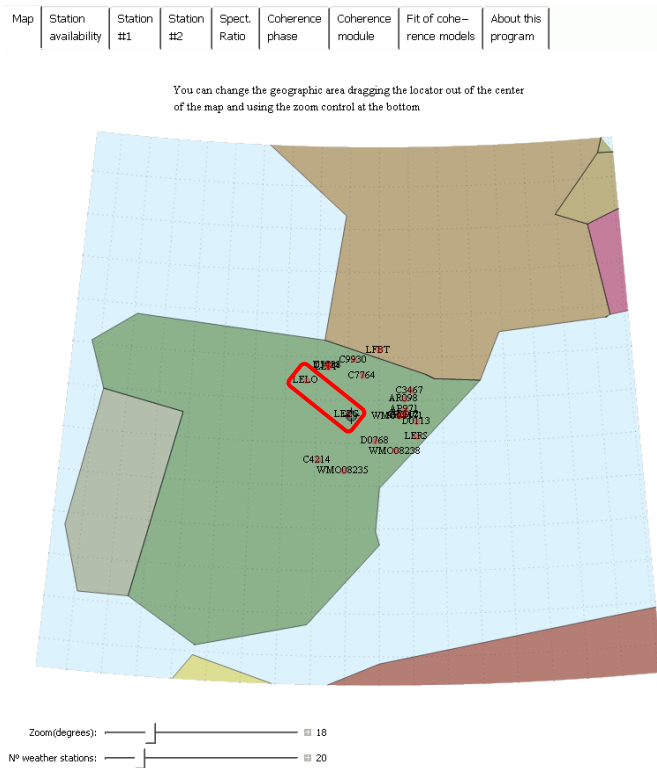 Map
Station availability
Station #1
Station #2
Spect. Ratio
Coherence phase
Coherence module
Fit of cohe- rence models
About this program
You can change the geographic area dragging the locator out of the center
of the map and using the zoom control at the bottom
LFBT
C9930
C7764
LELO
C3467
AR098
AP971
D0113
LERS
D0768
WMO08238
C4214
WMO08235
Zoom(degrees): 18
Nº weather stations: 20